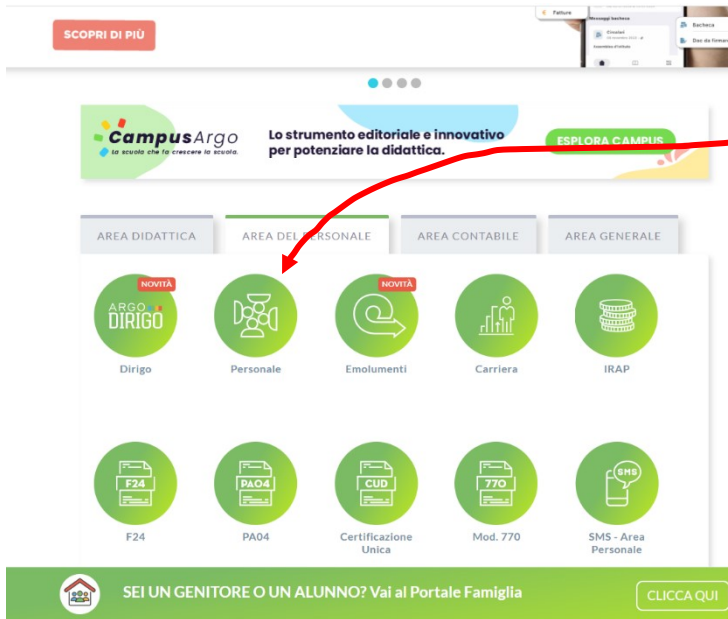 SCOPRI DI PIÙ
€ Fatture
Messaggi bacheca
Circolari
Bacheca
Doc da firmare
CampusArgo
La scuola che fa crescere la scuola.
Lo strumento editoriale e innovativo
per potenziare la didattica.
ESPLORA CAMPUS
AREA DIDATTICA
AREA DEL PERSONALE
AREA CONTABILE
AREA GENERALE
NOVITÀ
ARGO
DIRIGO
NOVITÀ
Dirigo
Personale
Emolumenti
Carriera
IRAP
F24
PA04
CUD
770
SMS
F24
PA04
Certificazione
Unica
Mod. 770
SMS - Area
Personale
SEI UN GENITORE O UN ALUNNO? Vai al Portale Famiglia
CLICCA QUI